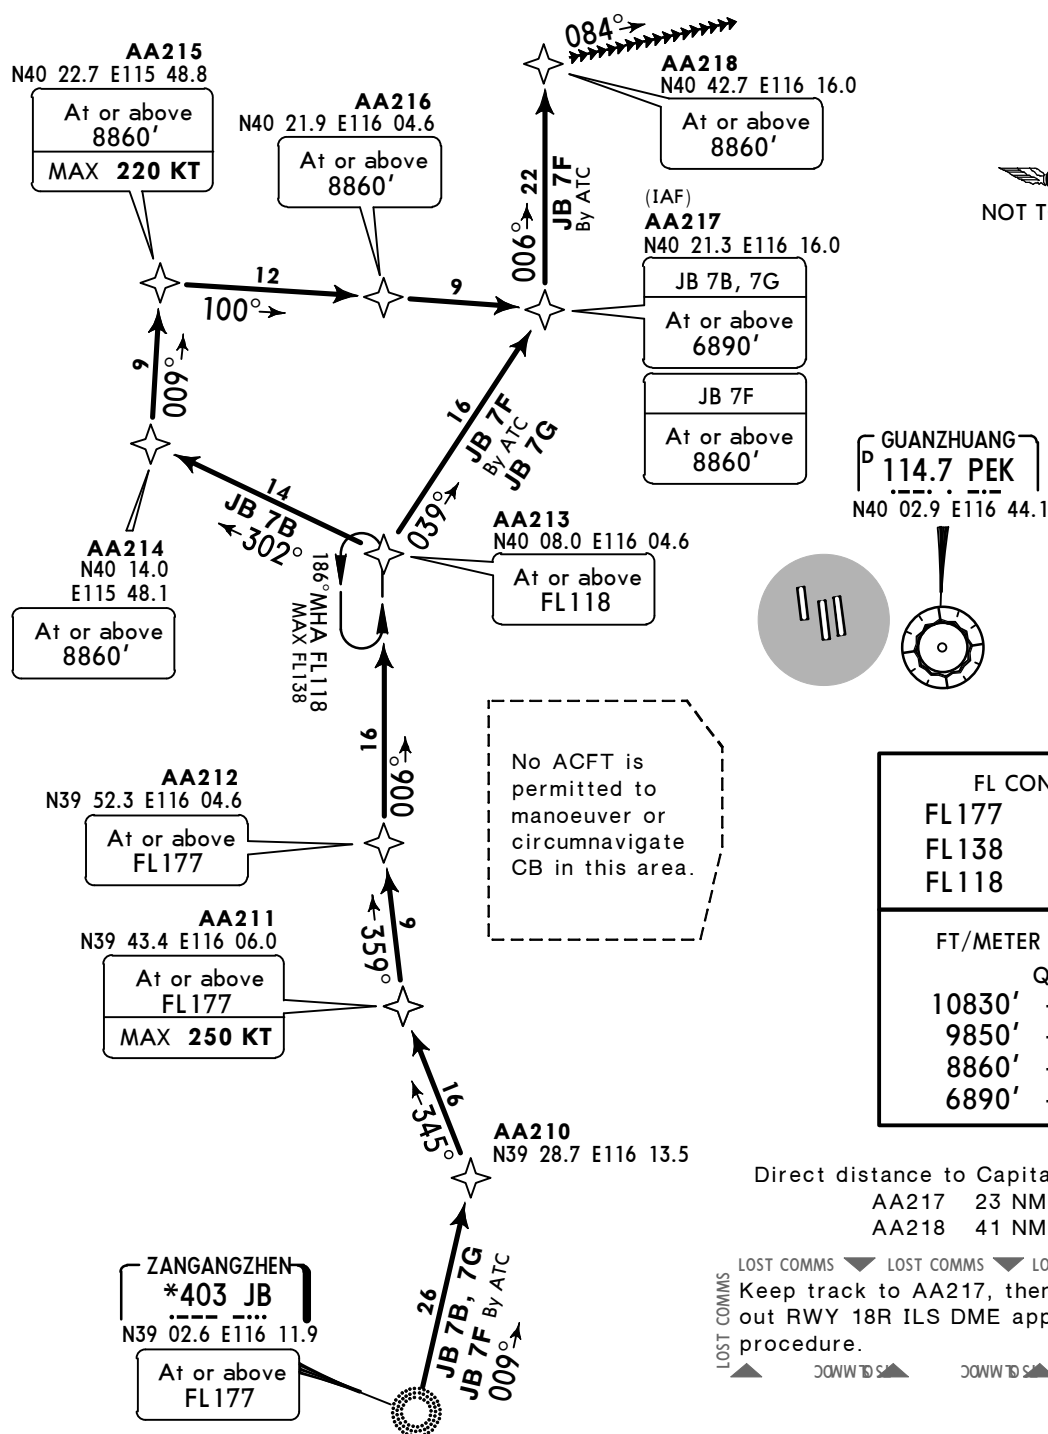 084°
AA215
N40 22.7 E115 48.8
At or above
8860'
MAX 220 KT
AA216
N40 21.9 E116 04.6
At or above
8860'
AA218
N40 42.7 E116 16.0
At or above
8860'
006° 22
JB 7F
By ATC
(IAF)
AA217
N40 21.3 E116 16.0
JB 7B, 7G
At or above
6890'
JB 7F
At or above
8860'
NOT T
12
100°
9
9
009°
16
JB 7F
By ATC
JB 7G
039°
14
JB 7B
302°
AA214
N40 14.0
E115 48.1
At or above
8860'
AA213
N40 08.0 E116 04.6
At or above
FL118
186° MHA FL118
MAX FL138
GUANZHUANG
D 114.7 PEK
N40 02.9 E116 44.1
16
006°
No ACFT is
permitted to
manoeuver or
circumnavigate
CB in this area.
AA212
N39 52.3 E116 04.6
At or above
FL177
9
359°
AA211
N39 43.4 E116 06.0
At or above
FL177
MAX 250 KT
FL CON
FL177
FL138
FL118
FT/METER
Q
10830' -
9850' -
8860' -
6890' -
16
345°
AA210
N39 28.7 E116 13.5
Direct distance to Capita
AA217 23 NM
AA218 41 NM
26
JB 7B, 7G
JB 7F By ATC
009°
ZANGANGZHEN
*403 JB
N39 02.6 E116 11.9
At or above
FL177
LOST COMMS LOST COMMS LO
LOST COMMS
Keep track to AA217, then
out RWY 18R ILS DME app
procedure.